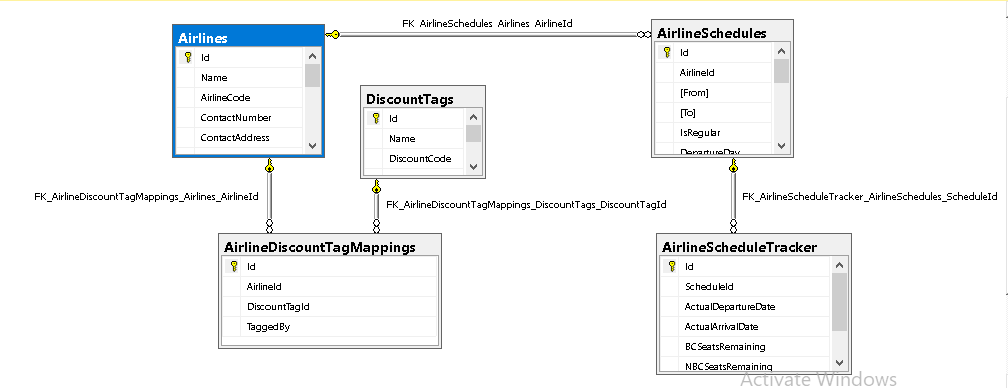 FK_AirlineSchedules_Airlines_AirlineId
Airlines
Id
Name
AirlineCode
ContactNumber
ContactAddress
DiscountTags
Id
Name
DiscountCode
AirlineSchedules
Id
AirlineId
[From]
[To]
IsRegular
DepartureDay
FK_AirlineDiscountTagMappings_Airlines_AirlineId
FK_AirlineDiscountTagMappings_DiscountTags_DiscountTagId
FK_AirlineScheduleTracker_AirlineSchedules_ScheduleId
AirlineDiscountTagMappings
Id
AirlineId
DiscountTagId
TaggedBy
AirlineScheduleTracker
Id
ScheduleId
ActualDepartureDate
ActualArrivalDate
BCSeatsRemaining
NBCSeatsRemaining
Activate Windows